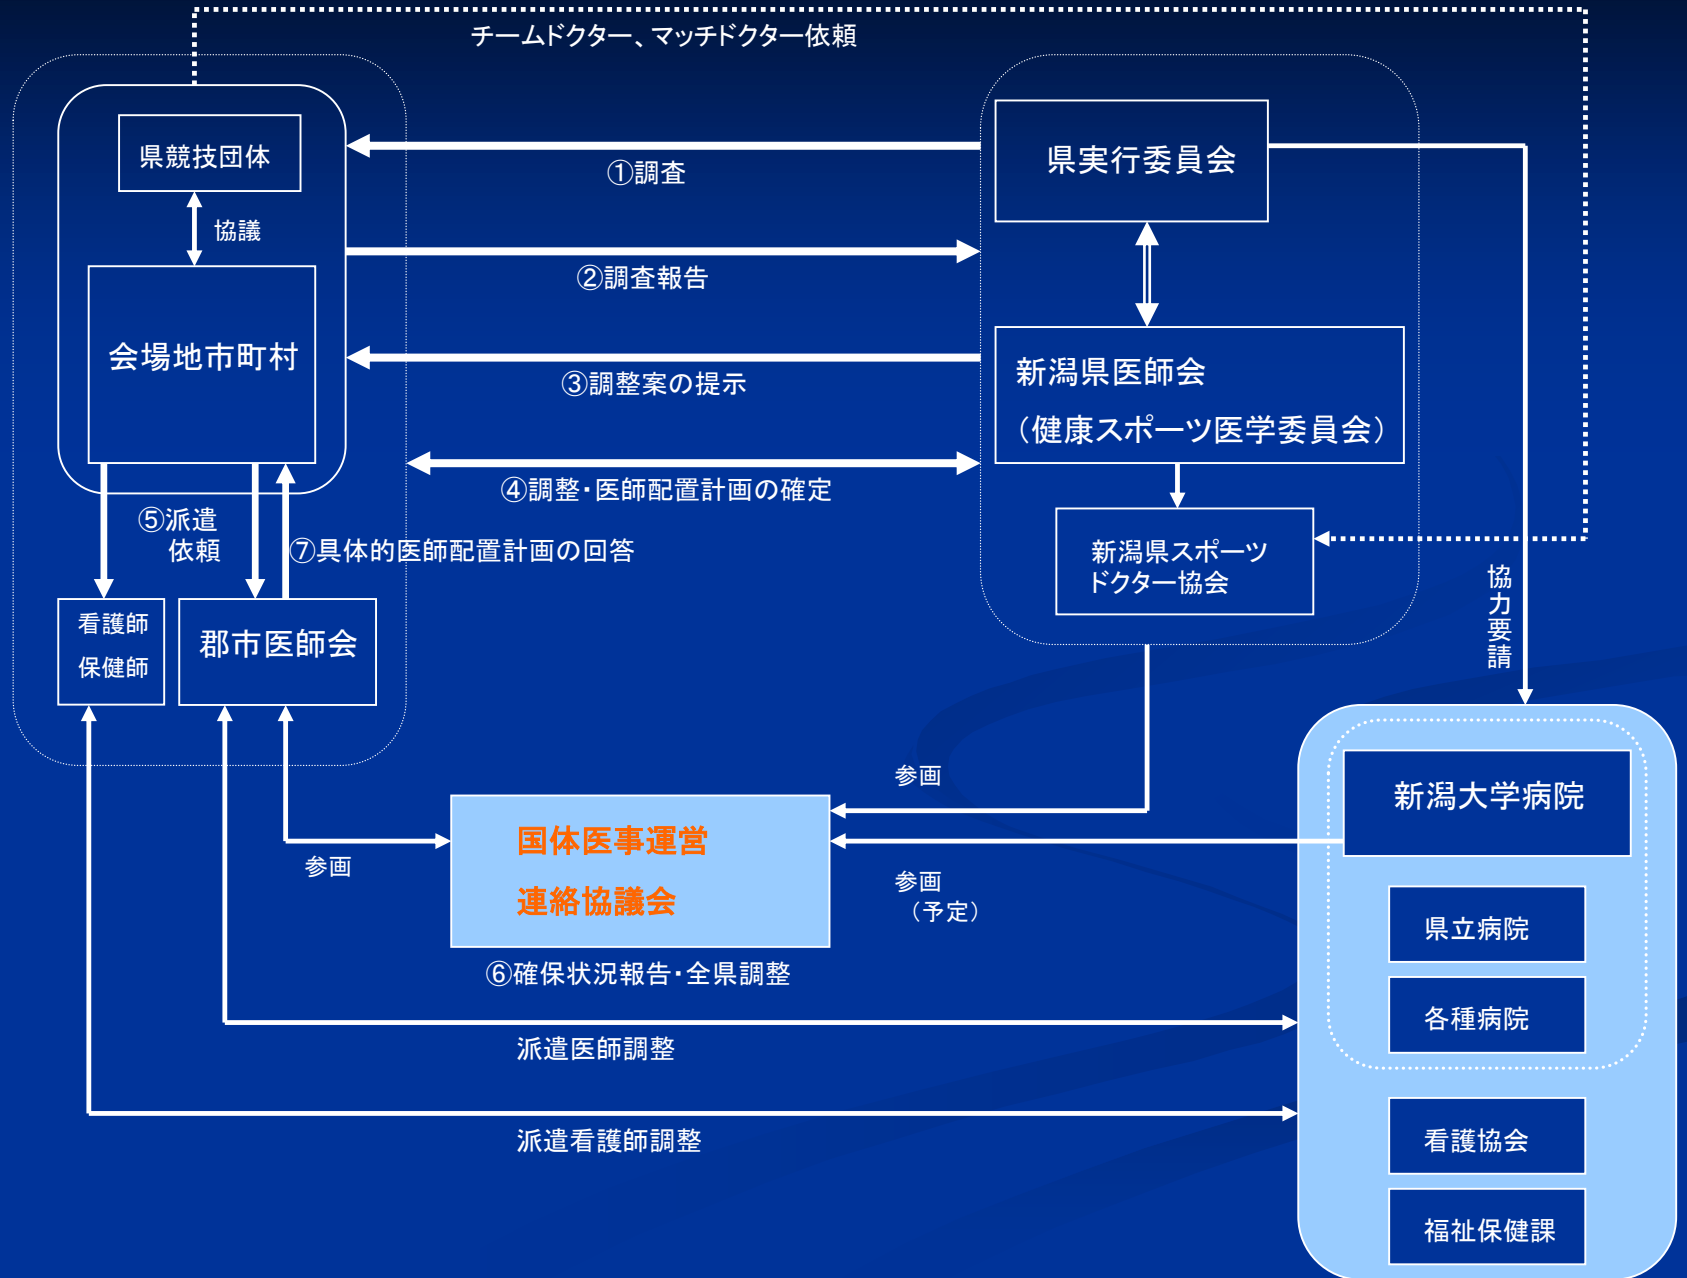 チームドクター、マッチドクター依頼
県競技団体
協議
会場地市町村
①調査
②調査報告
③調整案の提示
④調整・医師配置計画の確定
県実行委員会
新潟県医師会
（健康スポーツ医学委員会）
新潟県スポーツ
ドクター協会
⑤派遣
依頼
⑦具体的医師配置計画の回答
看護師
保健師
郡市医師会
協力要請
参画
国体医事運営
連絡協議会
参画
参画
（予定）
⑥確保状況報告・全県調整
派遣医師調整
派遣看護師調整
新潟大学病院
県立病院
各種病院
看護協会
福祉保健課